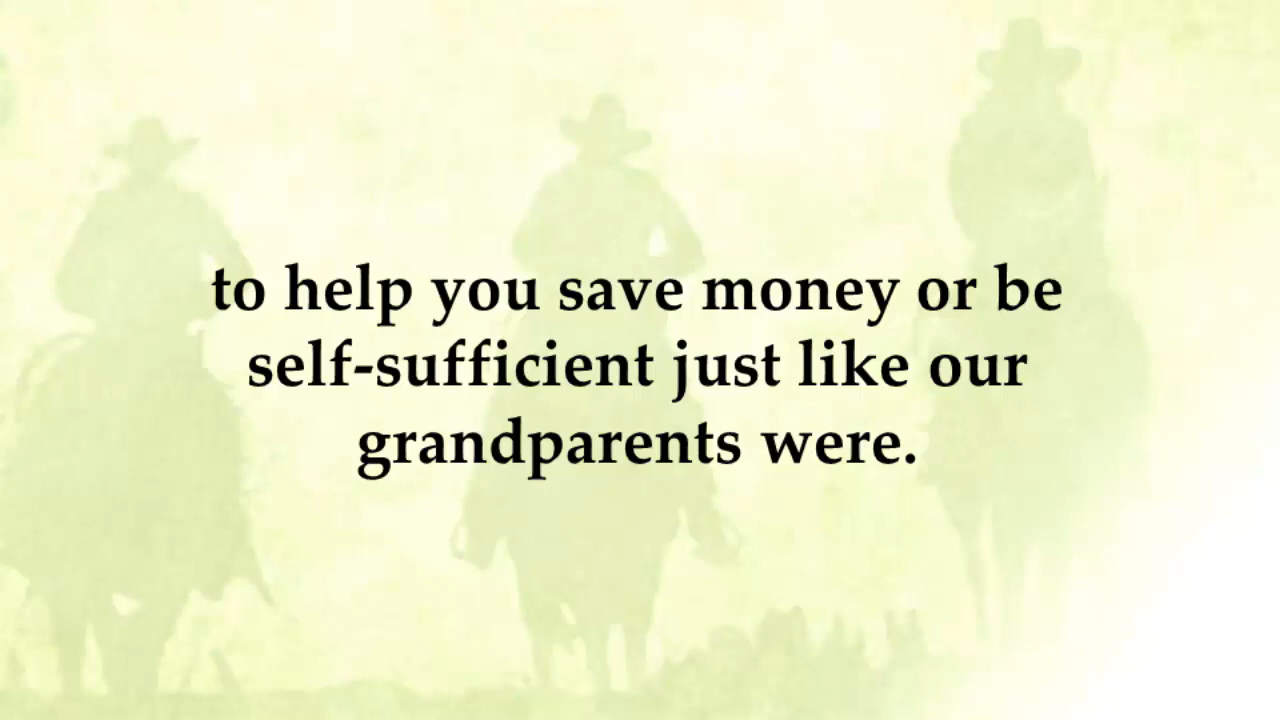 to help you save money or be
self-sufficient just like our
grandparents were.